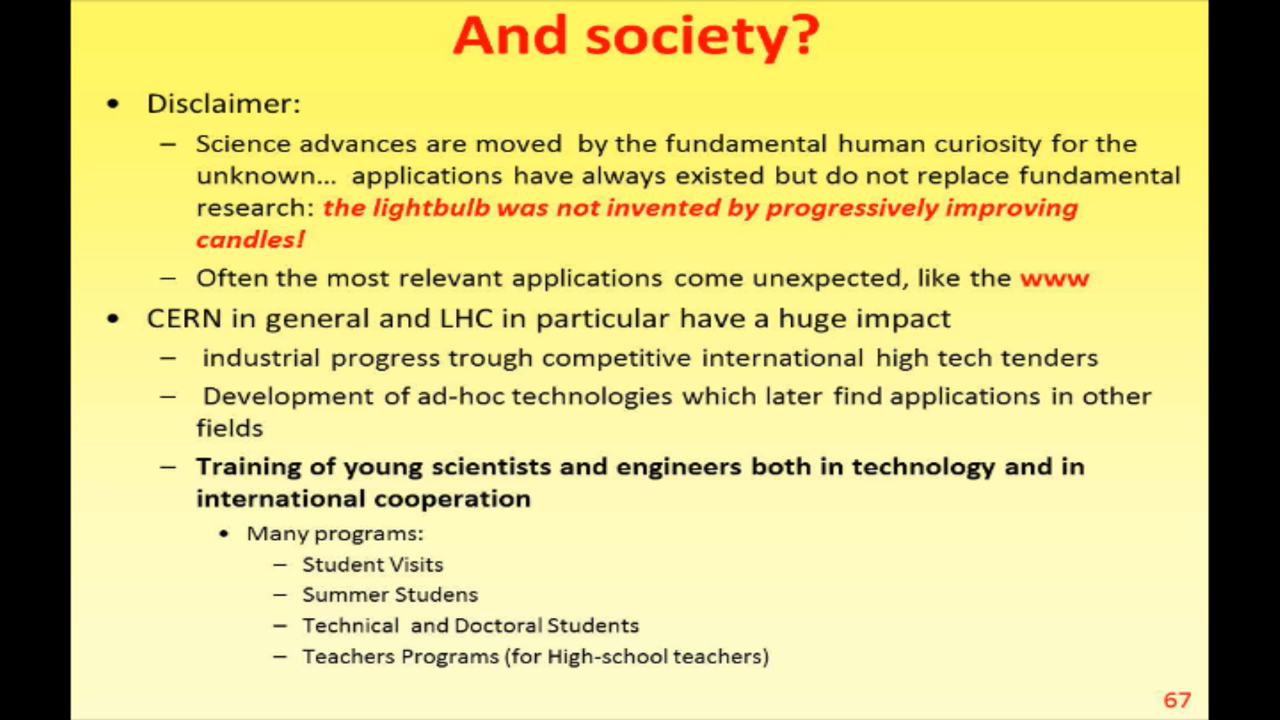 And society?
• Disclaimer:
– Science advances are moved by the fundamental human curiosity for the
unknown... applications have always existed but do not replace fundamental
research: the lightbulb was not invented by progressively improving
candles!
– Often the most relevant applications come unexpected, like the www
• CERN in general and LHC in particular have a huge impact
– industrial progress trough competitive international high tech tenders
– Development of ad-hoc technologies which later find applications in other
fields
– Training of young scientists and engineers both in technology and in
international cooperation
• Many programs:
– Student Visits
– Summer Studens
– Technical and Doctoral Students
– Teachers Programs (for High-school teachers)
67